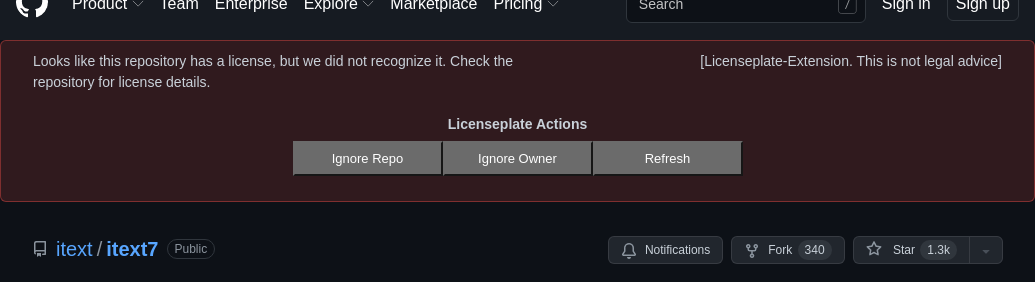 Product Team Enterprise Explore Marketplace Pricing Search / Sign in Sign up
Looks like this repository has a license, but we did not recognize it. Check the
repository for license details.
[Licenseplate-Extension. This is not legal advice]
Licenseplate Actions
Ignore Repo Ignore Owner Refresh
itext / itext7 Public Notifications Fork 340 Star 1.3k